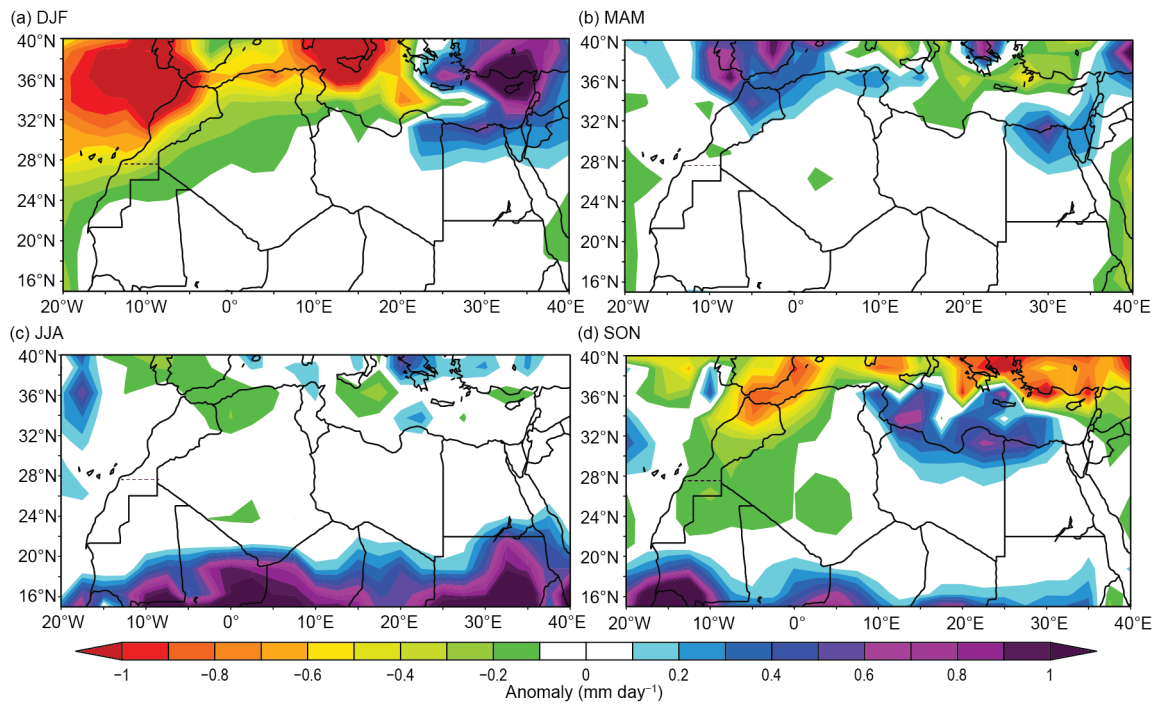 (a) DJF
(b) MAM
40°N
36°N
32°N
28°N
24°N
20°N
16°N
20°W 10°W 0° 10°E 20°E 30°E 40°E
40°N
36°N
32°N
28°N
24°N
20°N
16°N
20°W 10°W 0° 10°E 20°E 30°E 40°E
(c) JJA
(d) SON
40°N
36°N
32°N
28°N
24°N
20°N
16°N
20°W 10°W 0° 10°E 20°E 30°E 40°E
40°N
36°N
32°N
28°N
24°N
20°N
16°N
20°W 10°W 0° 10°E 20°E 30°E 40°E
−1 −0.8 −0.6 −0.4 −0.2 0 0.2 0.4 0.6 0.8 1
Anomaly (mm day⁻¹)